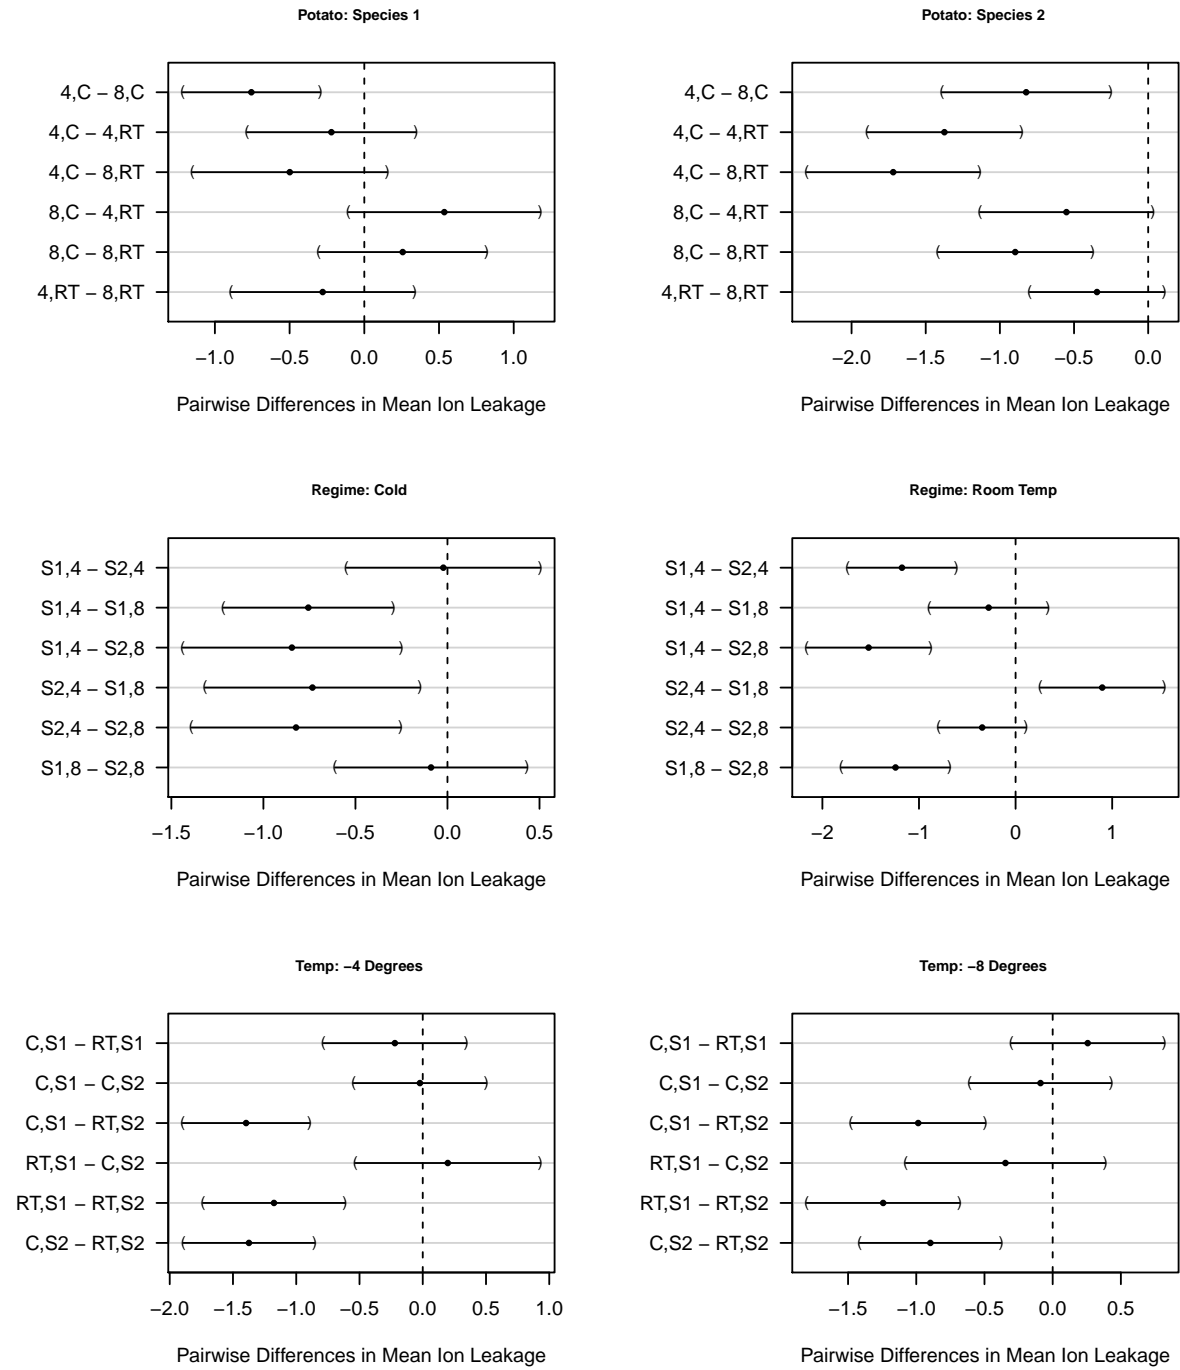 Potato: Species 1
4,C − 8,C
4,C − 4,RT
4,C − 8,RT
8,C − 4,RT
8,C − 8,RT
4,RT − 8,RT
−1.0 −0.5 0.0 0.5 1.0
Pairwise Differences in Mean Ion Leakage
Potato: Species 2
4,C − 8,C
4,C − 4,RT
4,C − 8,RT
8,C − 4,RT
8,C − 8,RT
4,RT − 8,RT
−2.0 −1.5 −1.0 −0.5 0.0
Pairwise Differences in Mean Ion Leakage
Regime: Cold
S1,4 − S2,4
S1,4 − S1,8
S1,4 − S2,8
S2,4 − S1,8
S2,4 − S2,8
S1,8 − S2,8
−1.5 −1.0 −0.5 0.0 0.5
Pairwise Differences in Mean Ion Leakage
Regime: Room Temp
S1,4 − S2,4
S1,4 − S1,8
S1,4 − S2,8
S2,4 − S1,8
S2,4 − S2,8
S1,8 − S2,8
−2 −1 0 1
Pairwise Differences in Mean Ion Leakage
Temp: −4 Degrees
C,S1 − RT,S1
C,S1 − C,S2
C,S1 − RT,S2
RT,S1 − C,S2
RT,S1 − RT,S2
C,S2 − RT,S2
−2.0 −1.5 −1.0 −0.5 0.0 0.5 1.0
Pairwise Differences in Mean Ion Leakage
Temp: −8 Degrees
C,S1 − RT,S1
C,S1 − C,S2
C,S1 − RT,S2
RT,S1 − C,S2
RT,S1 − RT,S2
C,S2 − RT,S2
−1.5 −1.0 −0.5 0.0 0.5
Pairwise Differences in Mean Ion Leakage